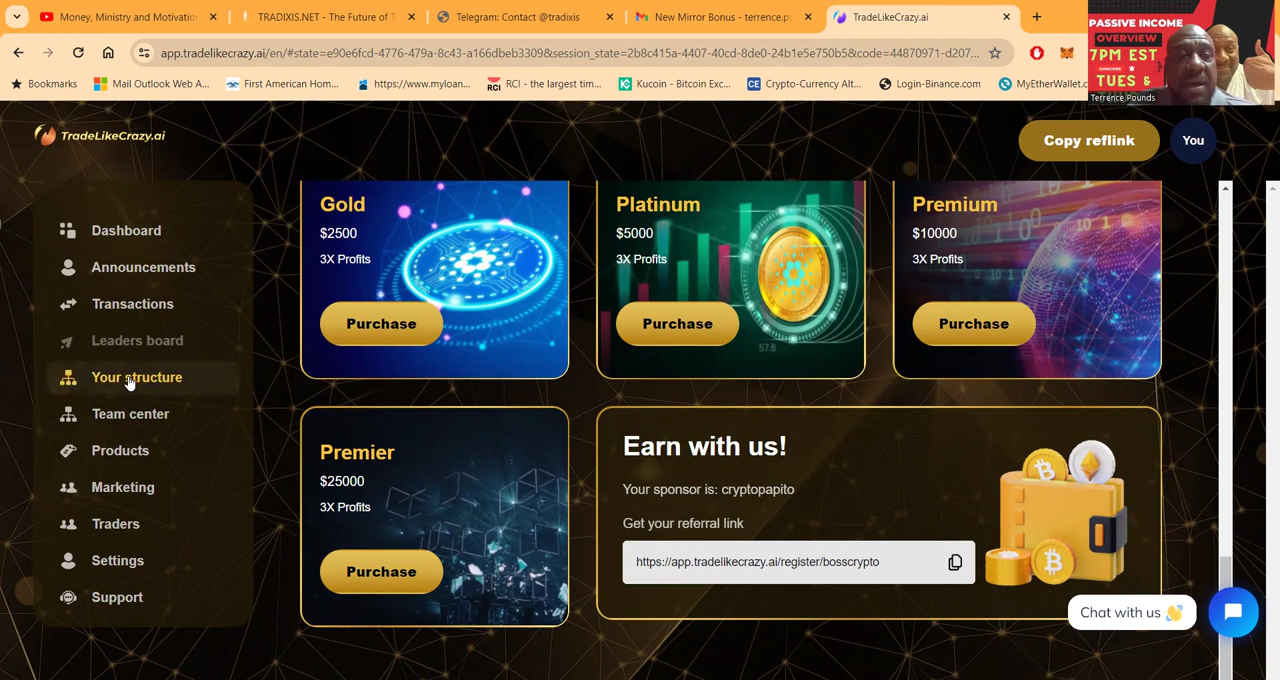 Money, Ministry and Motivation
TRADIXIS.NET - The Future of T
Telegram: Contact @tradixis
New Mirror Bonus - terrence.po
TradeLikeCrazy.ai
app.tradelikecrazy.ai/en/#state=e90e6fcd-4776-479a-8c43-a166dbeb3309&session_state=2b8c415a-4407-40cd-8de0-24b1e5e750b5&code=44870971-d207...
Bookmarks
Mail Outlook Web A...
First American Hom...
https://www.myloan...
RCI
RCI - the largest tim...
Kucoin - Bitcoin Exc...
CE
Crypto-Currency Alt...
Login-Binance.com
MyEtherWallet.c
PASSIVE INCOME
OVERVIEW
7PM EST
TUES &
Terrence Pounds
TradeLikeCrazy.ai
Copy reflink
You
Dashboard
Announcements
Transactions
Leaders board
Your structure
Team center
Products
Marketing
Traders
Settings
Support
Gold
$2500
3X Profits
Purchase
Platinum
$5000
3X Profits
Purchase
57.6
Premium
$10000
3X Profits
Purchase
Premier
$25000
3X Profits
Purchase
Earn with us!
Your sponsor is: cryptopapito
Get your referral link
https://app.tradelikecrazy.ai/register/bosscrypto
Chat with us 👋